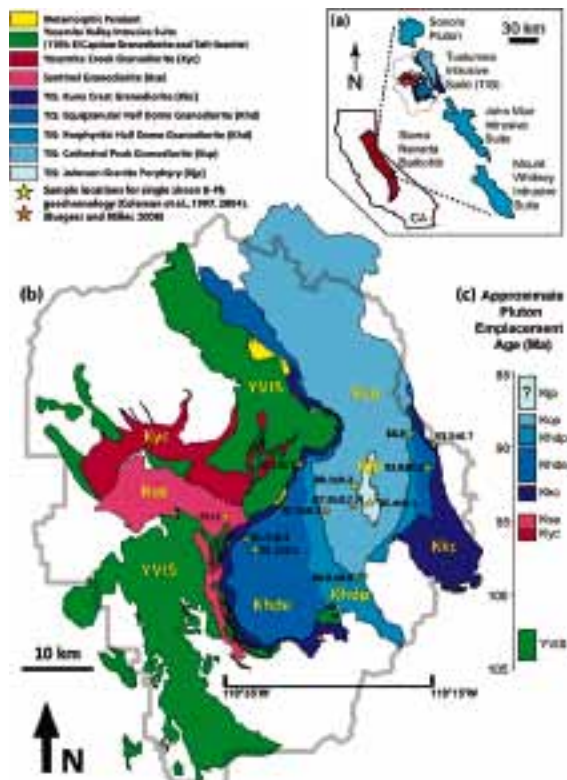 Metamorphic Pendant
Yosemite Valley Intrusive Suite
(YVIS; El Capitan Granodiorite and Taft Granite)
Yosemite Creek Granodiorite (Kyc)
Sentinel Granodiorite (Kse)
TIS: Kuna Crest Granodiorite (Kkc)
TIS: Equigranular Half Dome Granodiorite (Khd)
TIS: Porphyritic Half Dome Granodiorite (Khd)
TIS: Cathedral Peak Granodiorite (Kcp)
TIS: Johnson Granite Porphyry (Kjp)
Sample locations for single zircon U-Pb
geochronology (Coleman et al., 1997, 2004).
(Burgess and Miller, 2008)
(a)
Sonora
Pluton
30 km
N
Tuolumne
Intrusive
Suite (TIS)
John Muir
Intrusive
Suite
Mount
Whitney
Intrusive
Suite
Sierra
Nevada
Batholith
CA
(b)
YVIS
Kyc
Kse
Kcp
YVIS
Khde
Khdp
Kkc
10 km
N
119°15'W
(c) Approximate
Pluton
Emplacement
Age (Ma)
85
?
Kjp
Kcp
Khdp
90
Khde
Kkc
95
Kse
Kyc
100
YVIS
105